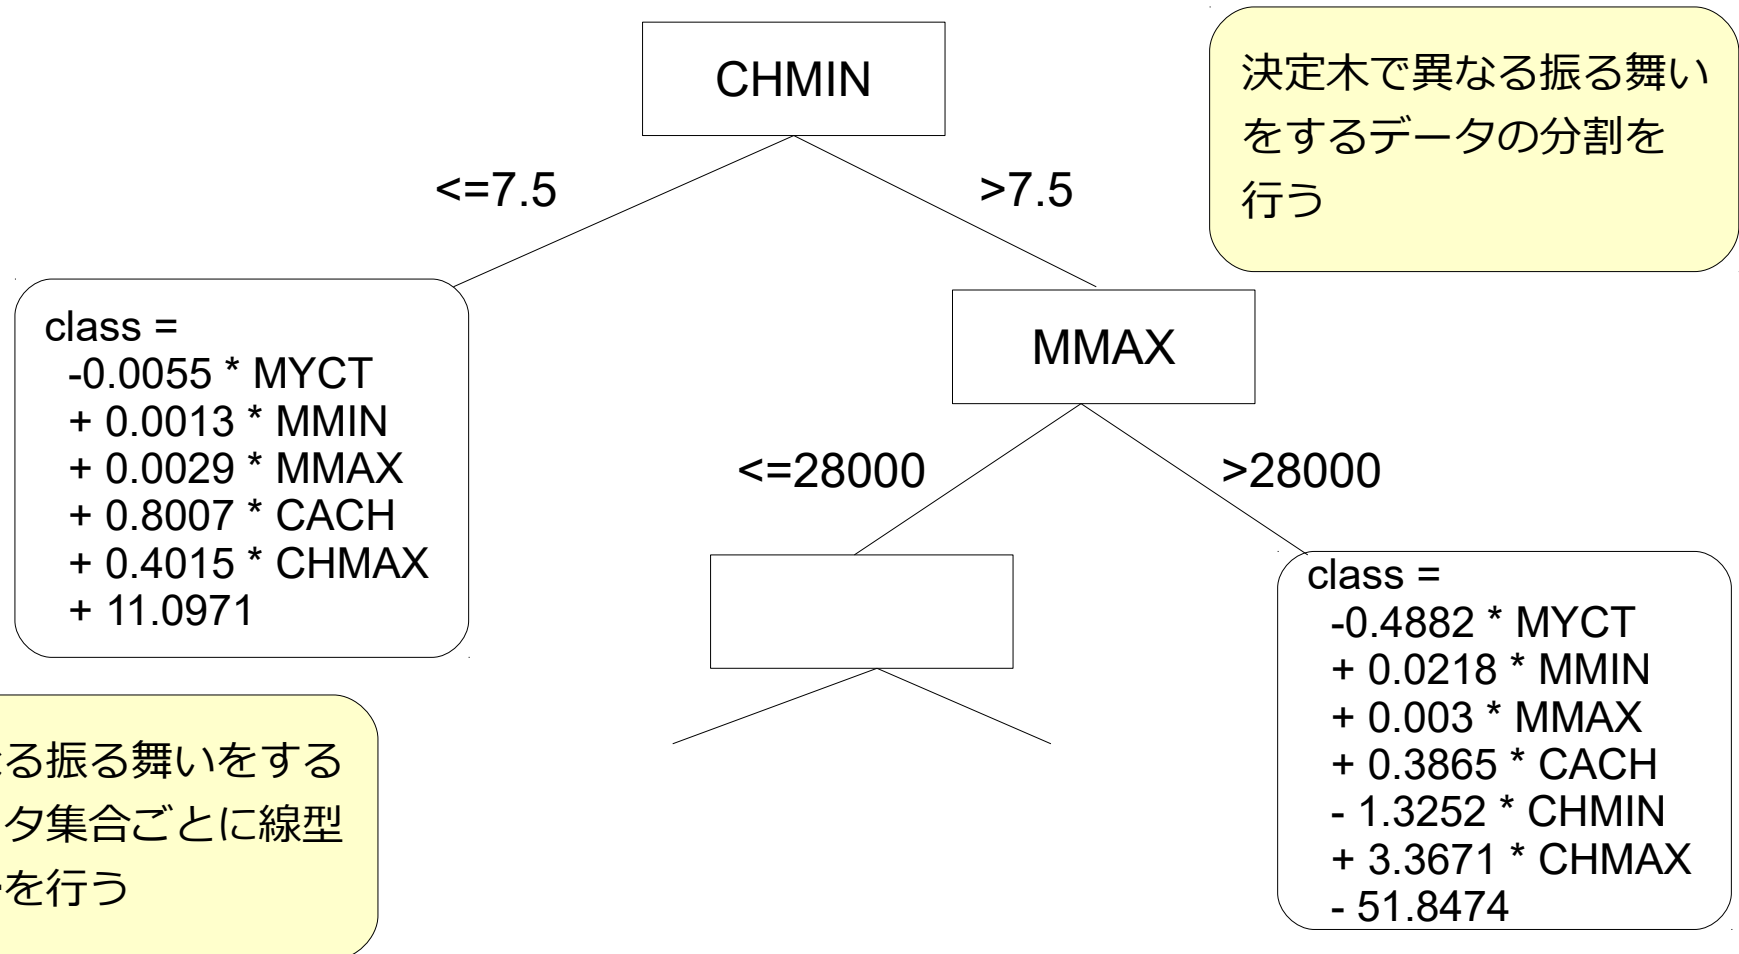 CHMIN
決定木で異なる振る舞い
をするデータの分割を
行う
<=7.5
>7.5
class =
-0.0055 * MYCT
+ 0.0013 * MMIN
+ 0.0029 * MMAX
+ 0.8007 * CACH
+ 0.4015 * CHMAX
+ 11.0971
MMAX
<=28000
>28000
class =
-0.4882 * MYCT
+ 0.0218 * MMIN
+ 0.003 * MMAX
+ 0.3865 * CACH
- 1.3252 * CHMIN
+ 3.3671 * CHMAX
- 51.8474
る振る舞いをする
タ集合ごとに線型
を行う